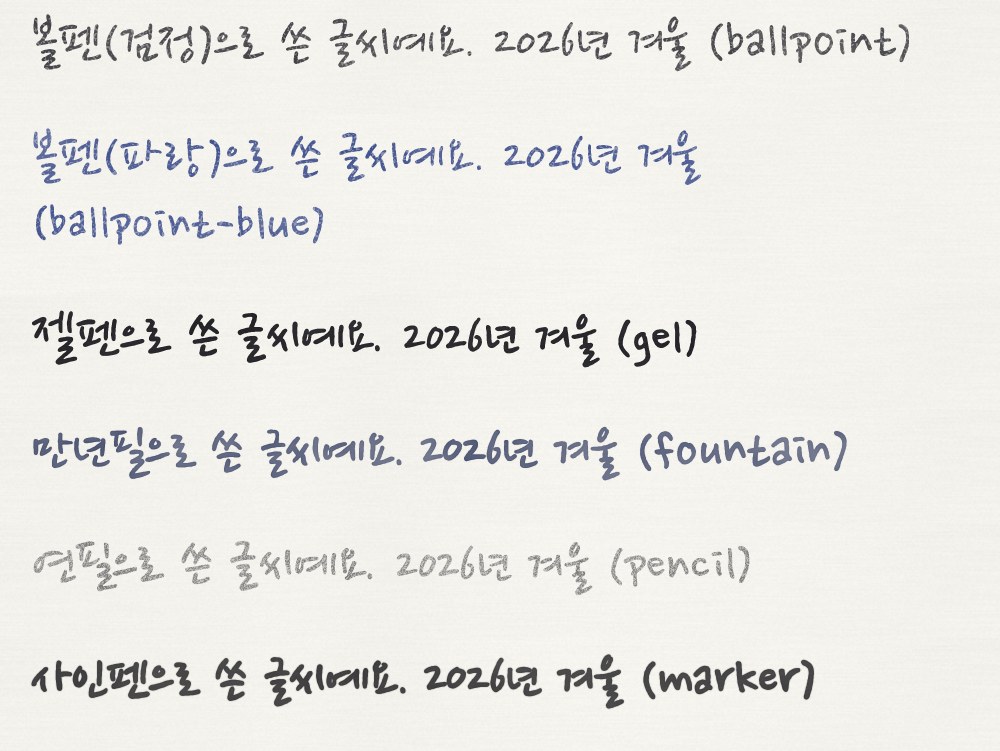 볼펜(검정)으로 쓴 글씨예요. 2026년 겨울 (ballpoint)
볼펜(파랑)으로 쓴 글씨예요. 2026년 겨울
(ballpoint-blue)
젤펜으로 쓴 글씨예요. 2026년 겨울 (gel)
만년필으로 쓴 글씨예요. 2026년 겨울 (fountain)
연필으로 쓴 글씨예요. 2026년 겨울 (pencil)
사인펜으로 쓴 글씨예요. 2026년 겨울 (marker)